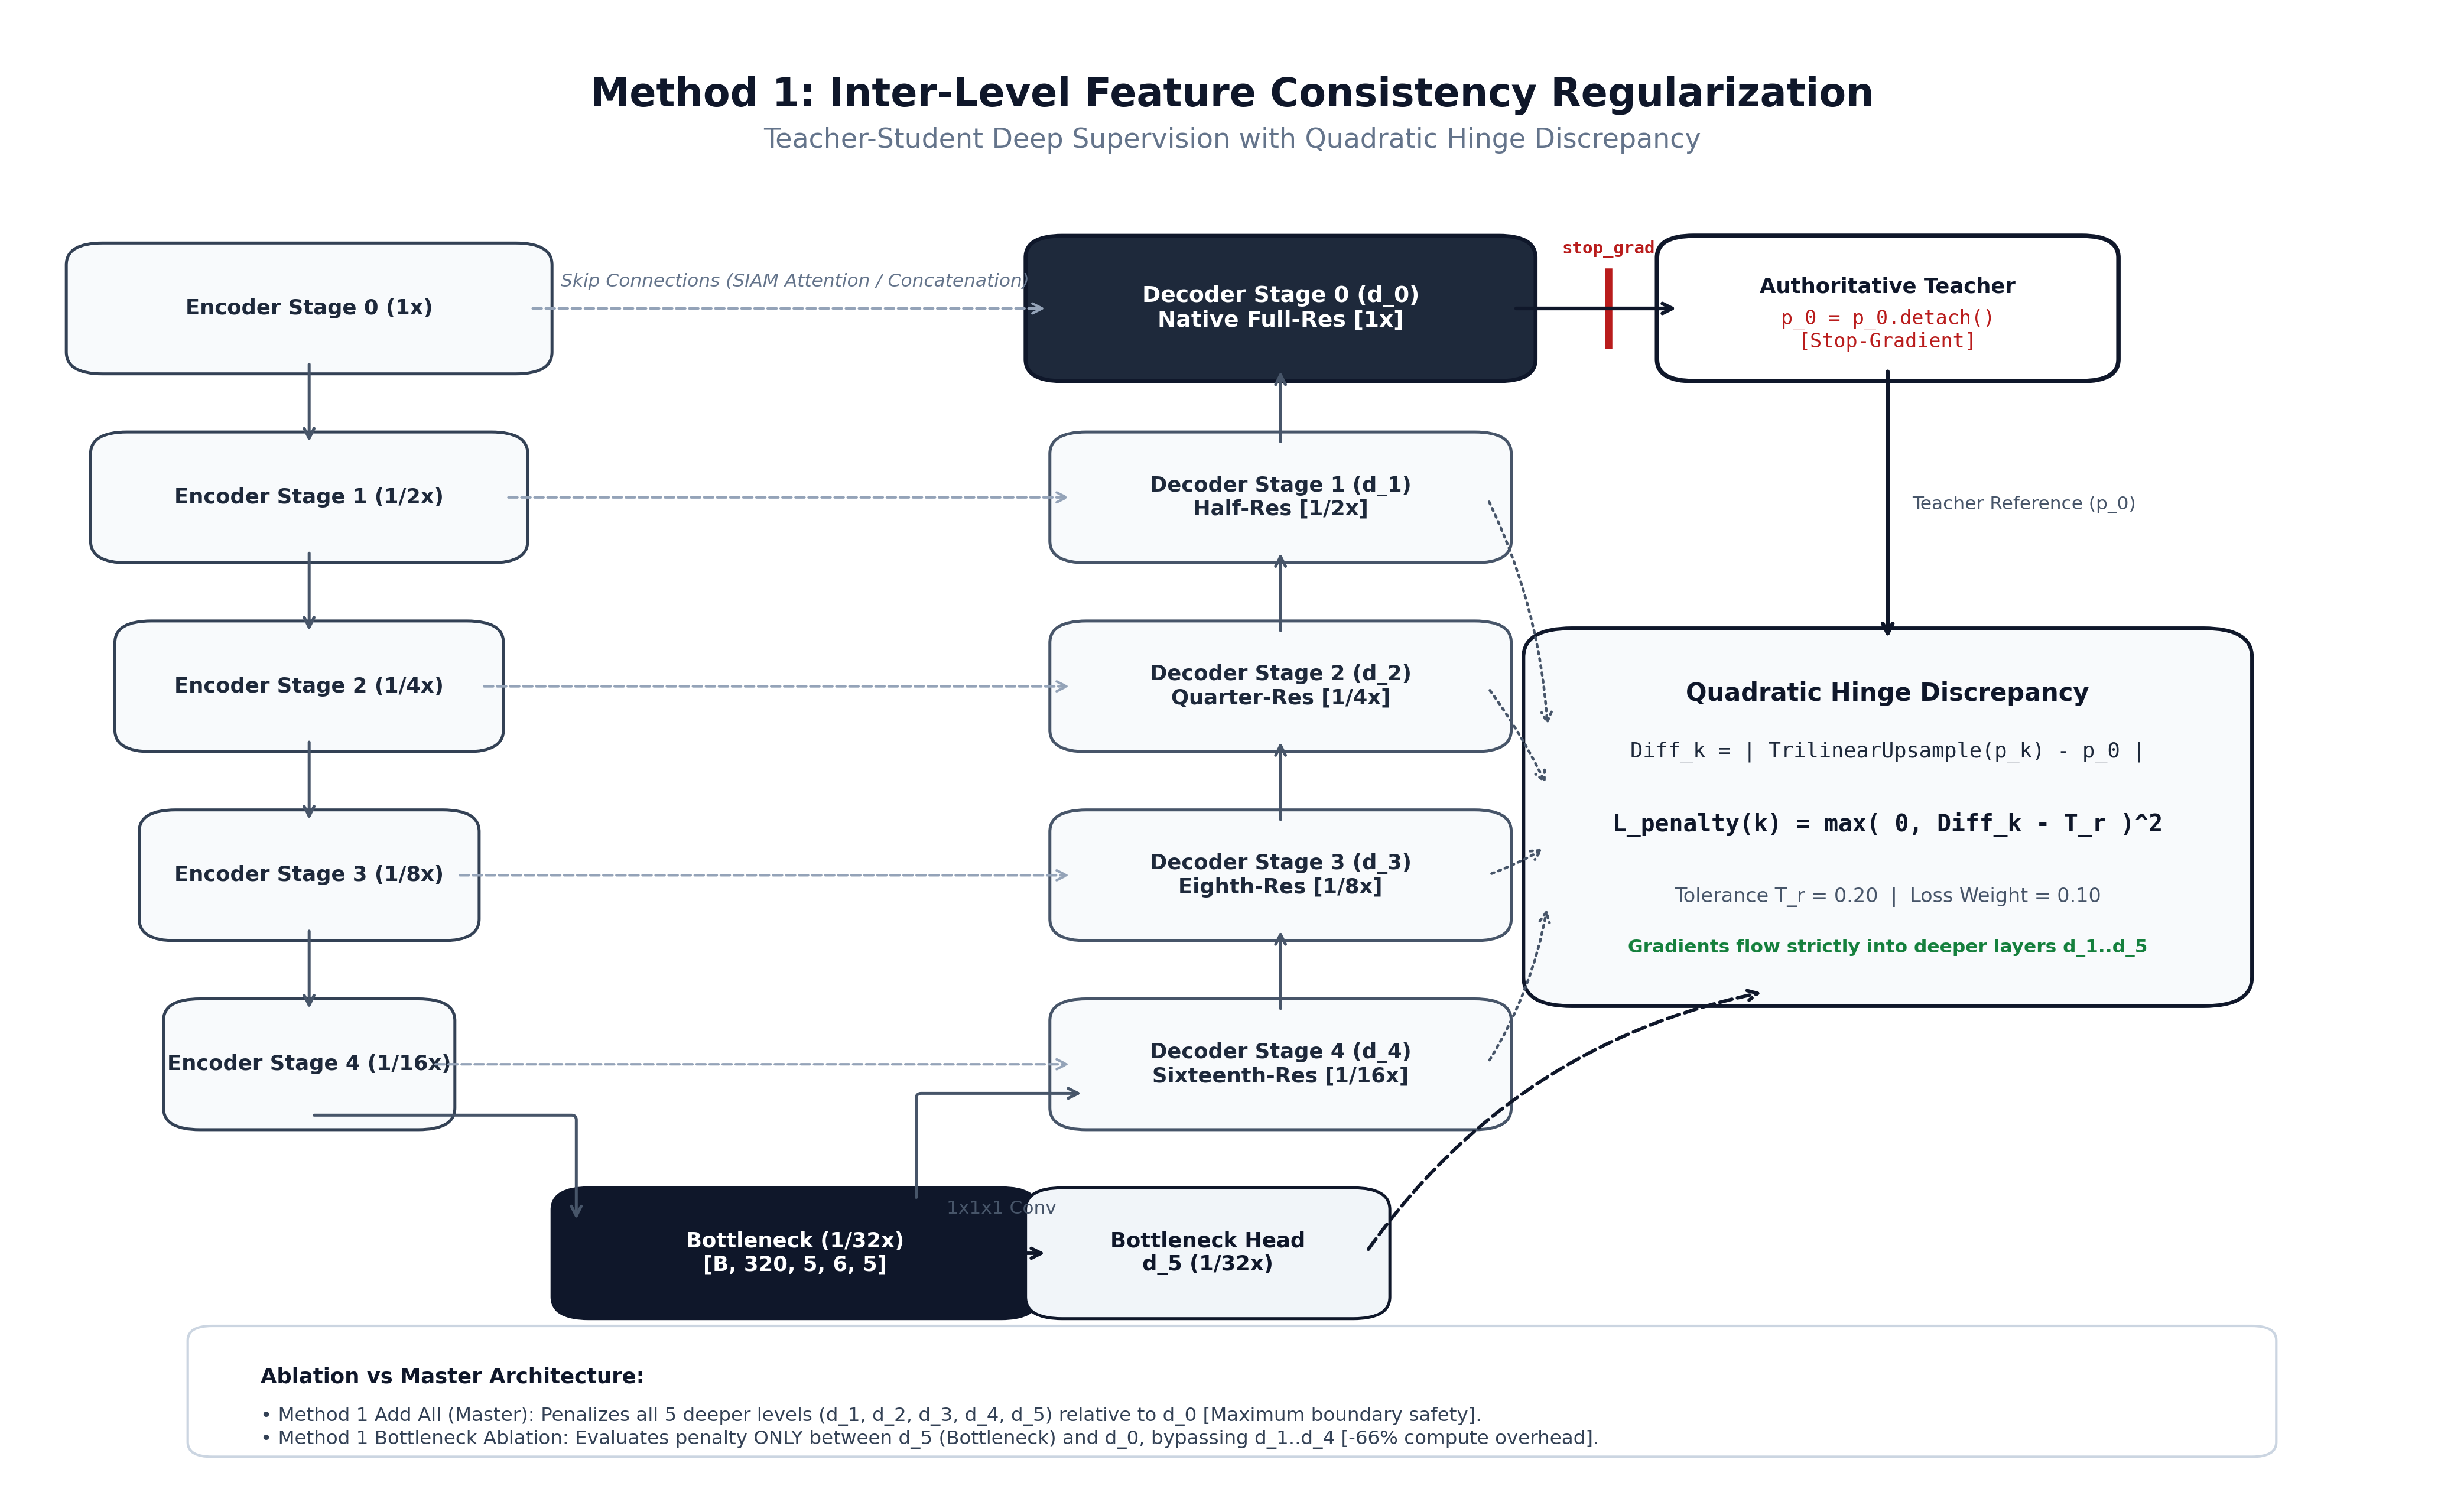 Method 1: Inter-Level Feature Consistency Regularization
Teacher-Student Deep Supervision with Quadratic Hinge Discrepancy
Encoder Stage 0 (1x)
Skip Connections (SIAM Attention / Concatenation)
Decoder Stage 0 (d_0)
Native Full-Res [1x]
stop_grad
Authoritative Teacher
p_0 = p_0.detach()
[Stop-Gradient]
Encoder Stage 1 (1/2x)
Decoder Stage 1 (d_1)
Half-Res [1/2x]
Teacher Reference (p_0)
Encoder Stage 2 (1/4x)
Decoder Stage 2 (d_2)
Quarter-Res [1/4x]
Quadratic Hinge Discrepancy
Diff_k = | TrilinearUpsample(p_k) - p_0 |
L_penalty(k) = max( 0, Diff_k - T_r )^2
Tolerance T_r = 0.20 | Loss Weight = 0.10
Gradients flow strictly into deeper layers d_1..d_5
Encoder Stage 3 (1/8x)
Decoder Stage 3 (d_3)
Eighth-Res [1/8x]
Encoder Stage 4 (1/16x)
Decoder Stage 4 (d_4)
Sixteenth-Res [1/16x]
1x1x1 Conv
Bottleneck (1/32x)
[B, 320, 5, 6, 5]
Bottleneck Head
d_5 (1/32x)
Ablation vs Master Architecture:
• Method 1 Add All (Master): Penalizes all 5 deeper levels (d_1, d_2, d_3, d_4, d_5) relative to d_0 [Maximum boundary safety].
• Method 1 Bottleneck Ablation: Evaluates penalty ONLY between d_5 (Bottleneck) and d_0, bypassing d_1..d_4 [-66% compute overhead].